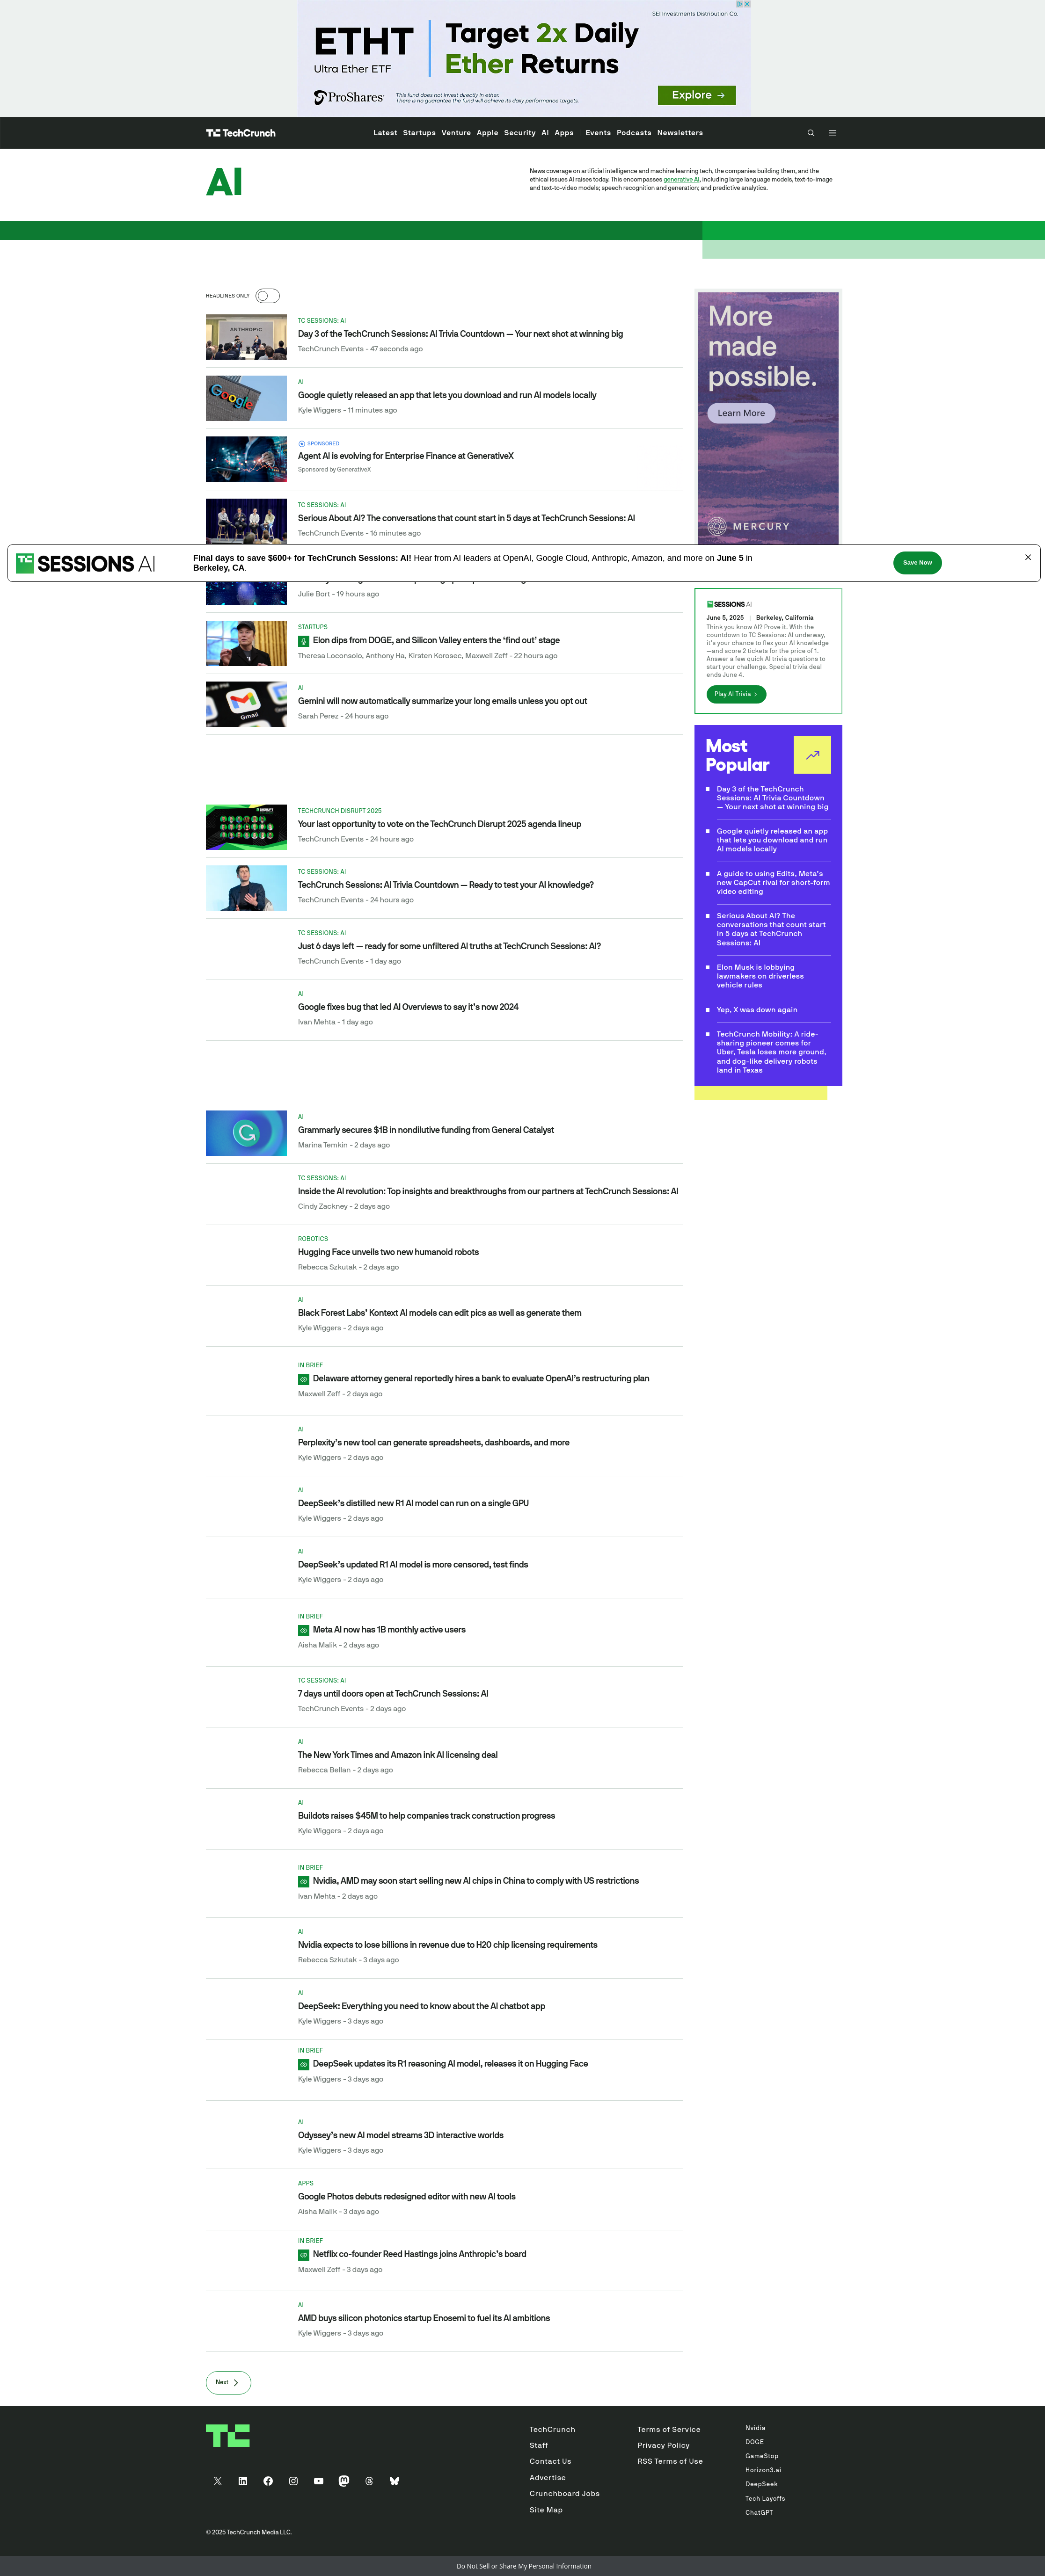 SEI Investments Distribution Co.
ETHT
Ultra Ether ETF
Target 2x Daily
Ether Returns
ProShares
This fund does not invest directly in ether.
There is no guarantee the fund will achieve its daily performance targets.
Explore →
TechCrunch
Latest Startups Venture Apple Security AI Apps | Events Podcasts Newsletters
AI
News coverage on artificial intelligence and machine learning tech, the companies building them, and the
ethical issues AI raises today. This encompasses generative AI, including large language models, text-to-image
and text-to-video models; speech recognition and generation; and predictive analytics.
HEADLINES ONLY
TC SESSIONS: AI
Day 3 of the TechCrunch Sessions: AI Trivia Countdown — Your next shot at winning big
TechCrunch Events - 47 seconds ago
AI
Google quietly released an app that lets you download and run AI models locally
Kyle Wiggers - 11 minutes ago
SPONSORED
Agent AI is evolving for Enterprise Finance at GenerativeX
Sponsored by GenerativeX
TC SESSIONS: AI
Serious About AI? The conversations that count start in 5 days at TechCrunch Sessions: AI
TechCrunch Events - 16 minutes ago
More
made
possible.
Learn More
MERCURY
TC SESSIONS AI
Final days to save $600+ for TechCrunch Sessions: AI! Hear from AI leaders at OpenAI, Google Cloud, Anthropic, Amazon, and more on June 5 in
Berkeley, CA.
Save Now
Julie Bort - 19 hours ago
STARTUPS
Elon dips from DOGE, and Silicon Valley enters the ‘find out’ stage
Theresa Loconsolo, Anthony Ha, Kirsten Korosec, Maxwell Zeff - 22 hours ago
AI
Gemini will now automatically summarize your long emails unless you opt out
Sarah Perez - 24 hours ago
TECHCRUNCH DISRUPT 2025
Your last opportunity to vote on the TechCrunch Disrupt 2025 agenda lineup
TechCrunch Events - 24 hours ago
TC SESSIONS: AI
TechCrunch Sessions: AI Trivia Countdown — Ready to test your AI knowledge?
TechCrunch Events - 24 hours ago
TC SESSIONS: AI
Just 6 days left — ready for some unfiltered AI truths at TechCrunch Sessions: AI?
TechCrunch Events - 1 day ago
AI
Google fixes bug that led AI Overviews to say it’s now 2024
Ivan Mehta - 1 day ago
SESSIONS AI
June 5, 2025 | Berkeley, California
Think you know AI? Prove it. With the
countdown to TC Sessions: AI underway,
it’s your chance to flex your AI knowledge
—and score 2 tickets for the price of 1.
Answer a few quick AI trivia questions to
start your challenge. Special trivia deal
ends June 4.
Play AI Trivia
Most
Popular
Day 3 of the TechCrunch
Sessions: AI Trivia Countdown
— Your next shot at winning big
Google quietly released an app
that lets you download and run
AI models locally
A guide to using Edits, Meta’s
new CapCut rival for short-form
video editing
Serious About AI? The
conversations that count start
in 5 days at TechCrunch
Sessions: AI
Elon Musk is lobbying
lawmakers on driverless
vehicle rules
Yep, X was down again
TechCrunch Mobility: A ride-
sharing pioneer comes for
Uber, Tesla loses more ground,
and dog-like delivery robots
land in Texas
AI
Grammarly secures $1B in nondilutive funding from General Catalyst
Marina Temkin - 2 days ago
TC SESSIONS: AI
Inside the AI revolution: Top insights and breakthroughs from our partners at TechCrunch Sessions: AI
Cindy Zackney - 2 days ago
ROBOTICS
Hugging Face unveils two new humanoid robots
Rebecca Szkutak - 2 days ago
AI
Black Forest Labs’ Kontext AI models can edit pics as well as generate them
Kyle Wiggers - 2 days ago
IN BRIEF
Delaware attorney general reportedly hires a bank to evaluate OpenAI’s restructuring plan
Maxwell Zeff - 2 days ago
AI
Perplexity’s new tool can generate spreadsheets, dashboards, and more
Kyle Wiggers - 2 days ago
AI
DeepSeek’s distilled new R1 AI model can run on a single GPU
Kyle Wiggers - 2 days ago
AI
DeepSeek’s updated R1 AI model is more censored, test finds
Kyle Wiggers - 2 days ago
IN BRIEF
Meta AI now has 1B monthly active users
Aisha Malik - 2 days ago
TC SESSIONS: AI
7 days until doors open at TechCrunch Sessions: AI
TechCrunch Events - 2 days ago
AI
The New York Times and Amazon ink AI licensing deal
Rebecca Bellan - 2 days ago
AI
Buildots raises $45M to help companies track construction progress
Kyle Wiggers - 2 days ago
IN BRIEF
Nvidia, AMD may soon start selling new AI chips in China to comply with US restrictions
Ivan Mehta - 2 days ago
AI
Nvidia expects to lose billions in revenue due to H20 chip licensing requirements
Rebecca Szkutak - 3 days ago
AI
DeepSeek: Everything you need to know about the AI chatbot app
Kyle Wiggers - 3 days ago
IN BRIEF
DeepSeek updates its R1 reasoning AI model, releases it on Hugging Face
Kyle Wiggers - 3 days ago
AI
Odyssey’s new AI model streams 3D interactive worlds
Kyle Wiggers - 3 days ago
APPS
Google Photos debuts redesigned editor with new AI tools
Aisha Malik - 3 days ago
IN BRIEF
Netflix co-founder Reed Hastings joins Anthropic’s board
Maxwell Zeff - 3 days ago
AI
AMD buys silicon photonics startup Enosemi to fuel its AI ambitions
Kyle Wiggers - 3 days ago
Next
TechCrunch
Staff
Contact Us
Advertise
Crunchboard Jobs
Site Map
Terms of Service
Privacy Policy
RSS Terms of Use
Nvidia
DOGE
GameStop
Horizon3.ai
DeepSeek
Tech Layoffs
ChatGPT
© 2025 TechCrunch Media LLC.
Do Not Sell or Share My Personal Information